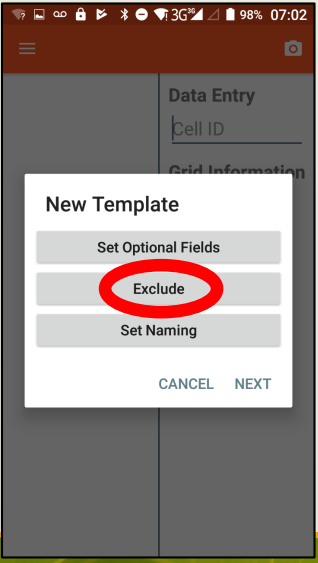 3G 3G 98% 07:02
Data Entry
Cell ID
Grid Information
New Template
Set Optional Fields
Exclude
Set Naming
CANCEL NEXT